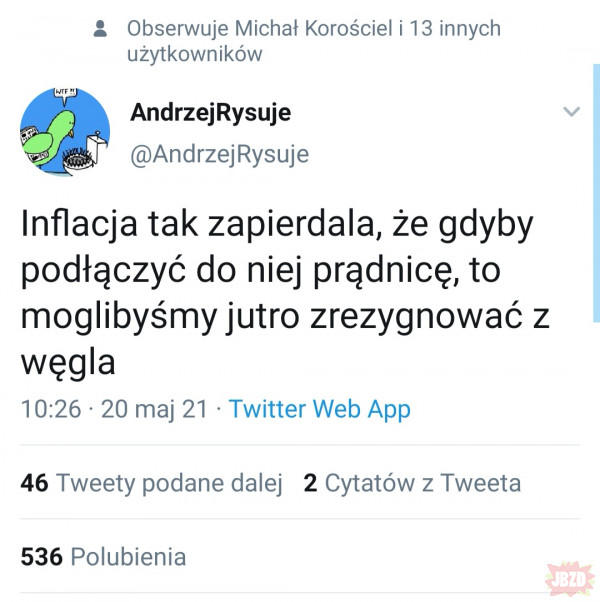 Obserwuje Michał Korościel i 13 innych
użytkowników
WTF !!
AndrzejRysuje
@AndrzejRysuje
Inflacja tak zapierdala, że gdyby
podłączyć do niej prądnicę, to
moglibyśmy jutro zrezygnować z
węgla
10:26 · 20 maj 21 · Twitter Web App
46 Tweety podane dalej 2 Cytatów z Tweeta
536 Polubienia
JBZD